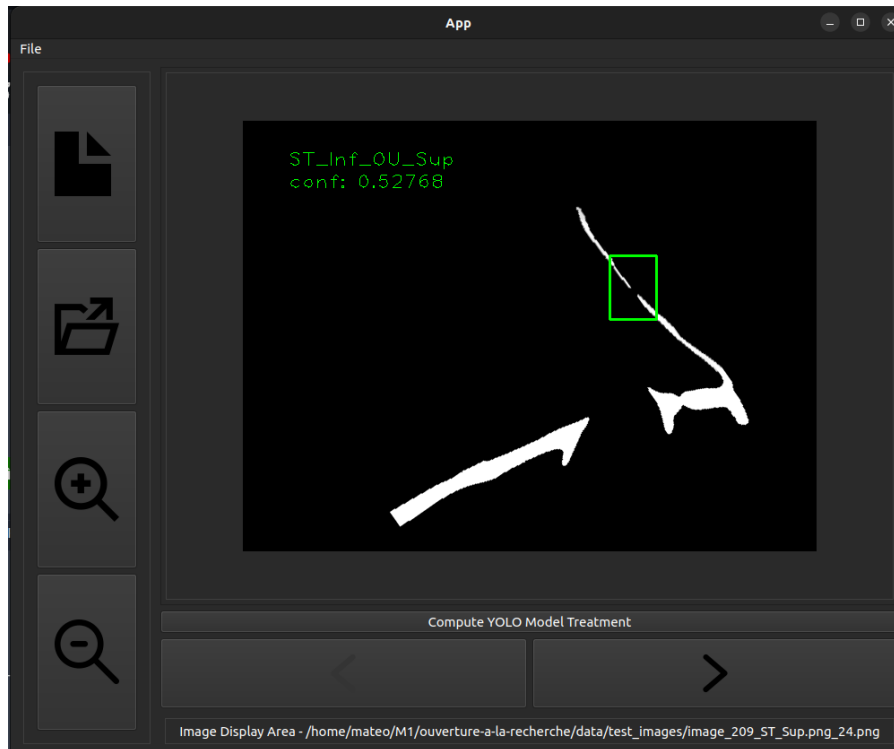 App
File
ST_Inf_OU_Sup
conf: 0.52768
Compute YOLO Model Treatment
Image Display Area - /home/mateo/M1/ouverture-a-la-recherche/data/test_images/image_209_ST_Sup.png_24.png